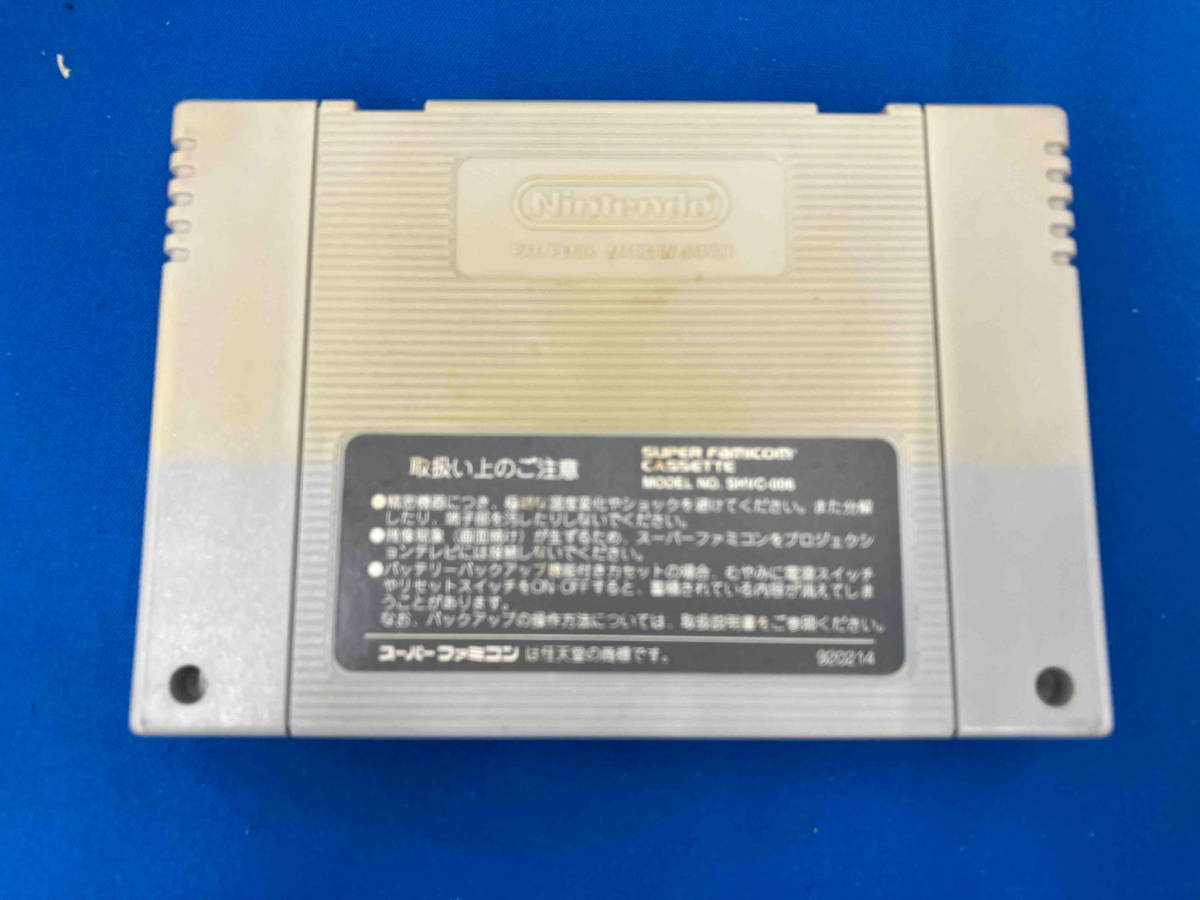 Nintendo
取扱い上のご注意
SUPER FAMICOM
CASSETTE
MODEL NO. SHVC-006
●精密機器につき、極端な温度変化やショックを避けてください。また分解
したり、端子部を汚したりしないでください。
●残像現象（画面焼け）が生ずるため、スーパーファミコンをプロジェクシ
ョンテレビには接続しないでください。
●バッテリーバックアップ機能付きカセットの場合、むやみに電源スイッチ
やリセットスイッチをON・OFFすると、蓄積されている内容が消えてしま
うことがあります。
なお、バックアップの操作方法については、取扱説明書をご参照ください。
スーパーファミコン は任天堂の商標です。
920214